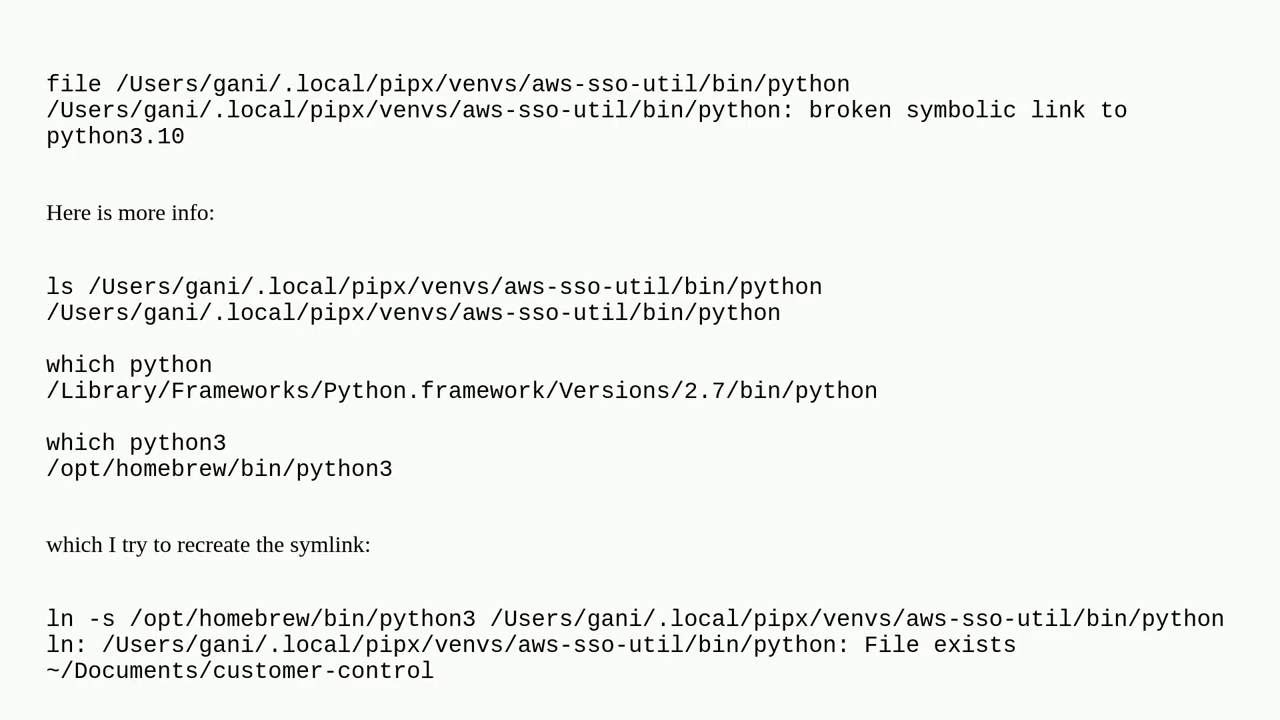 file /Users/gani/.local/pipx/venvs/aws-sso-util/bin/python
/Users/gani/.local/pipx/venvs/aws-sso-util/bin/python: broken symbolic link to
python3.10
Here is more info:
ls /Users/gani/.local/pipx/venvs/aws-sso-util/bin/python
/Users/gani/.local/pipx/venvs/aws-sso-util/bin/python
which python
/Library/Frameworks/Python.framework/Versions/2.7/bin/python
which python3
/opt/homebrew/bin/python3
which I try to recreate the symlink:
ln -s /opt/homebrew/bin/python3 /Users/gani/.local/pipx/venvs/aws-sso-util/bin/python
ln: /Users/gani/.local/pipx/venvs/aws-sso-util/bin/python: File exists
~/Documents/customer-control